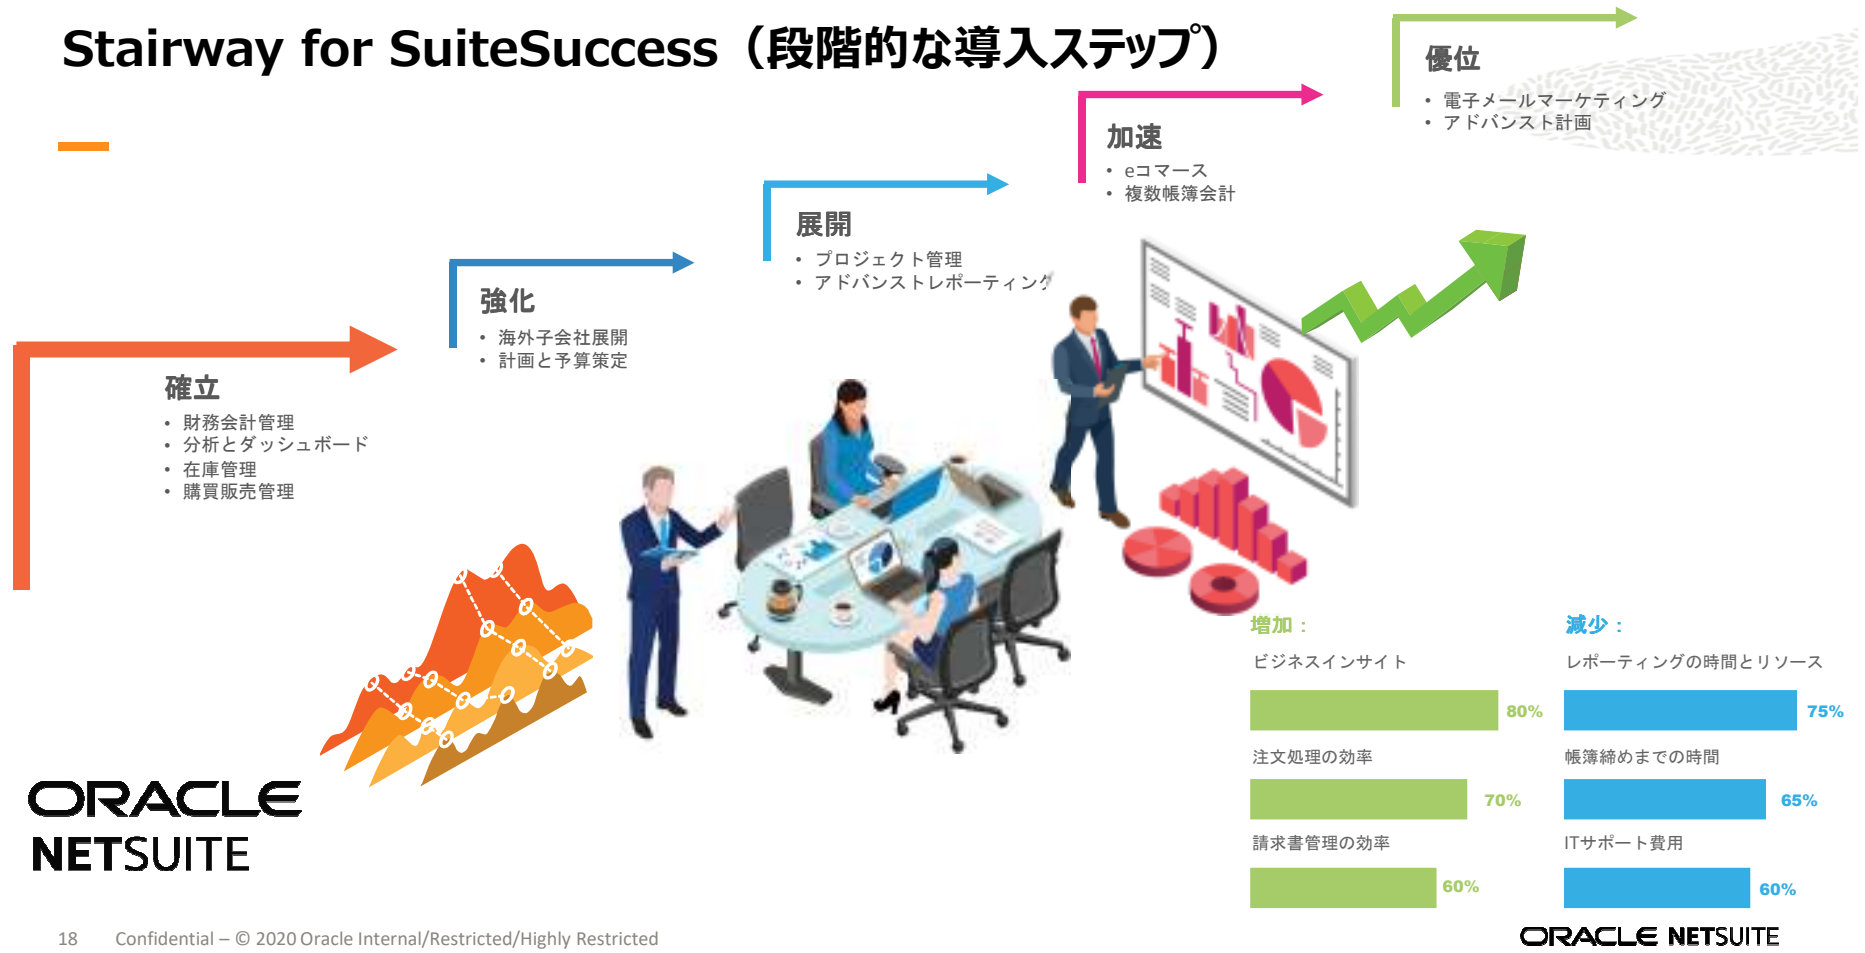 Stairway for SuiteSuccess（段階的な導入ステップ）
優位
• 電子メールマーケティング
• アドバンスト計画
加速
• eコマース
• 複数帳簿会計
展開
• プロジェクト管理
• アドバンストレポーティング
強化
• 海外子会社展開
• 計画と予算策定
確立
• 財務会計管理
• 分析とダッシュボード
• 在庫管理
• 購買販売管理
増加：
ビジネスインサイト
80%
注文処理の効率
70%
請求書管理の効率
60%
減少：
レポーティングの時間とリソース
75%
帳簿締めまでの時間
65%
ITサポート費用
60%
ORACLE
NETSUITE
18 Confidential – © 2020 Oracle Internal/Restricted/Highly Restricted
ORACLE NETSUITE